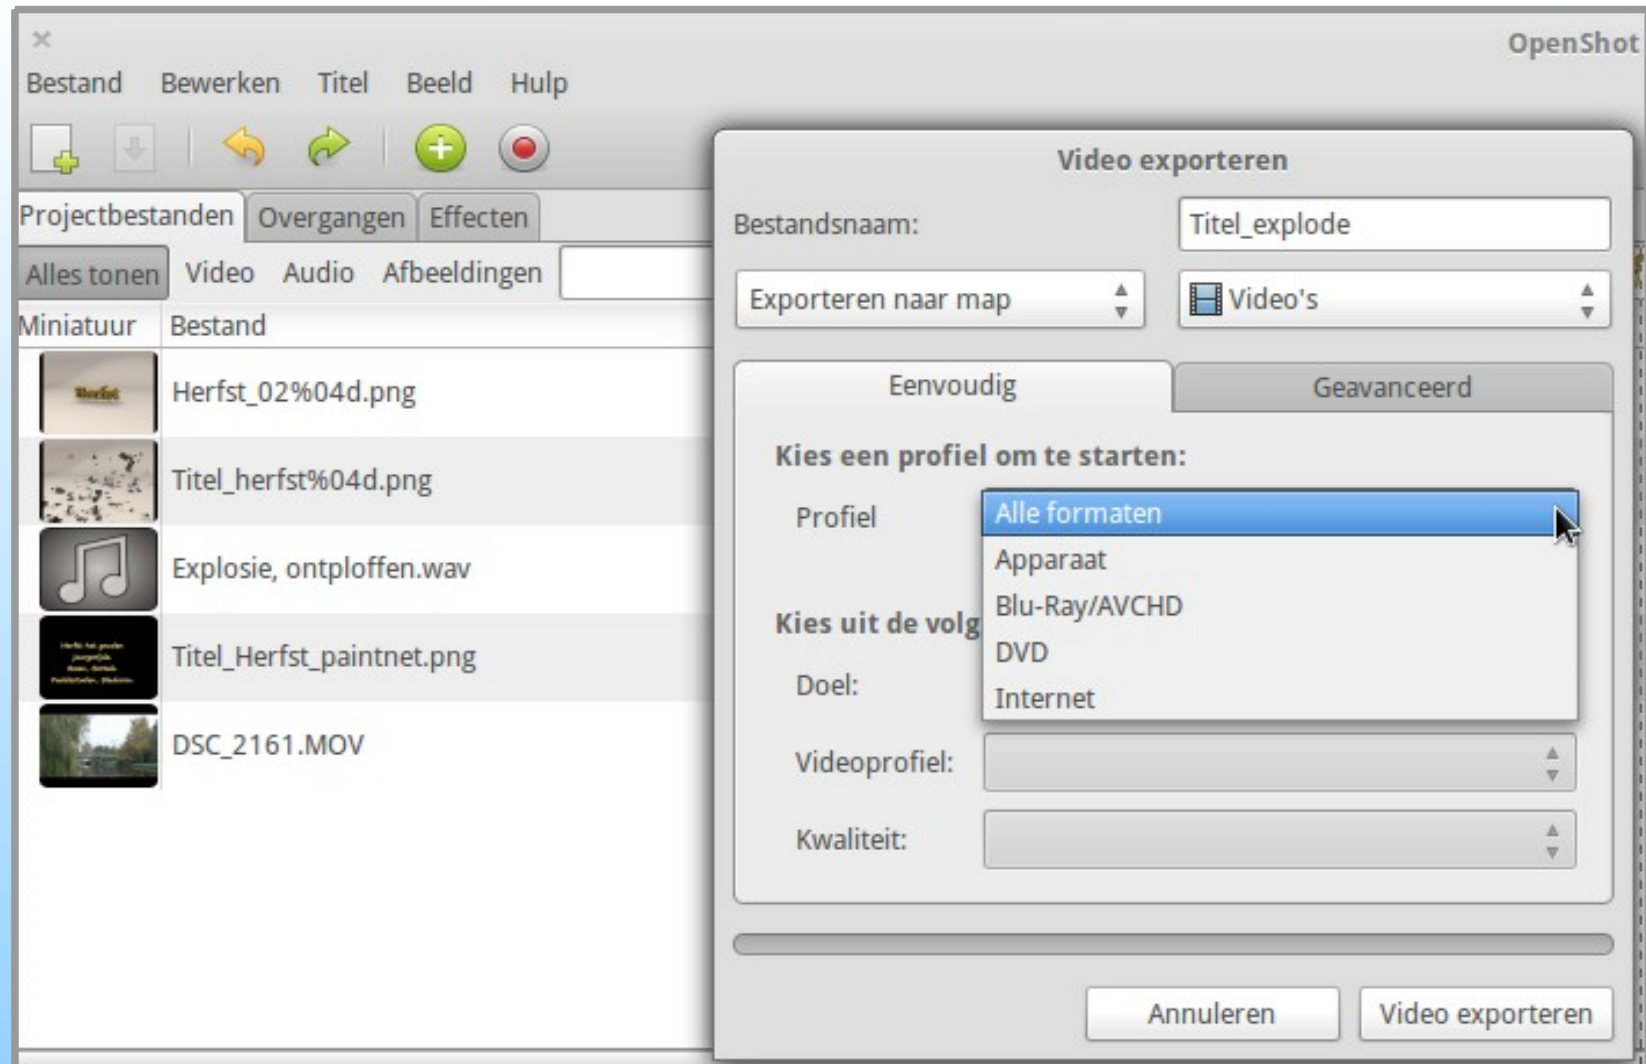 OpenShot
Bestand Bewerken Titel Beeld Hulp
Projectbestanden Overgangen Effecten
Alles tonen Video Audio Afbeeldingen
Miniatuur Bestand
Herfst
Herfst_02%04d.png
Titel_herfst%04d.png
Explosie, ontploffen.wav
Titel_Herfst_paintnet.png
DSC_2161.MOV
Video exporteren
Bestandsnaam: Titel_explode
Exporteren naar map Video's
Eenvoudig Geavanceerd
Kies een profiel om te starten:
Profiel Alle formaten
Apparaat
Blu-Ray/AVCHD
Kies uit de volg
DVD
Doel: Internet
Videoprofiel:
Kwaliteit:
Annuleren Video exporteren